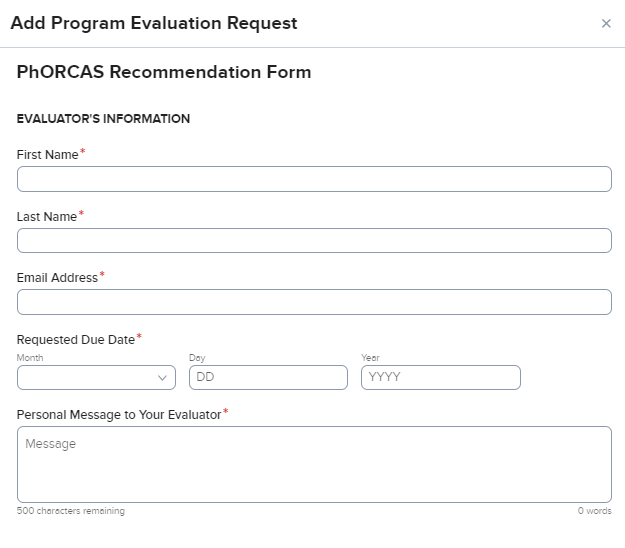 Add Program Evaluation Request ×
PhORCAS Recommendation Form
EVALUATOR'S INFORMATION
First Name*
Last Name*
Email Address*
Requested Due Date*
Month Day Year
DD YYYY
Personal Message to Your Evaluator*
Message
500 characters remaining 0 words